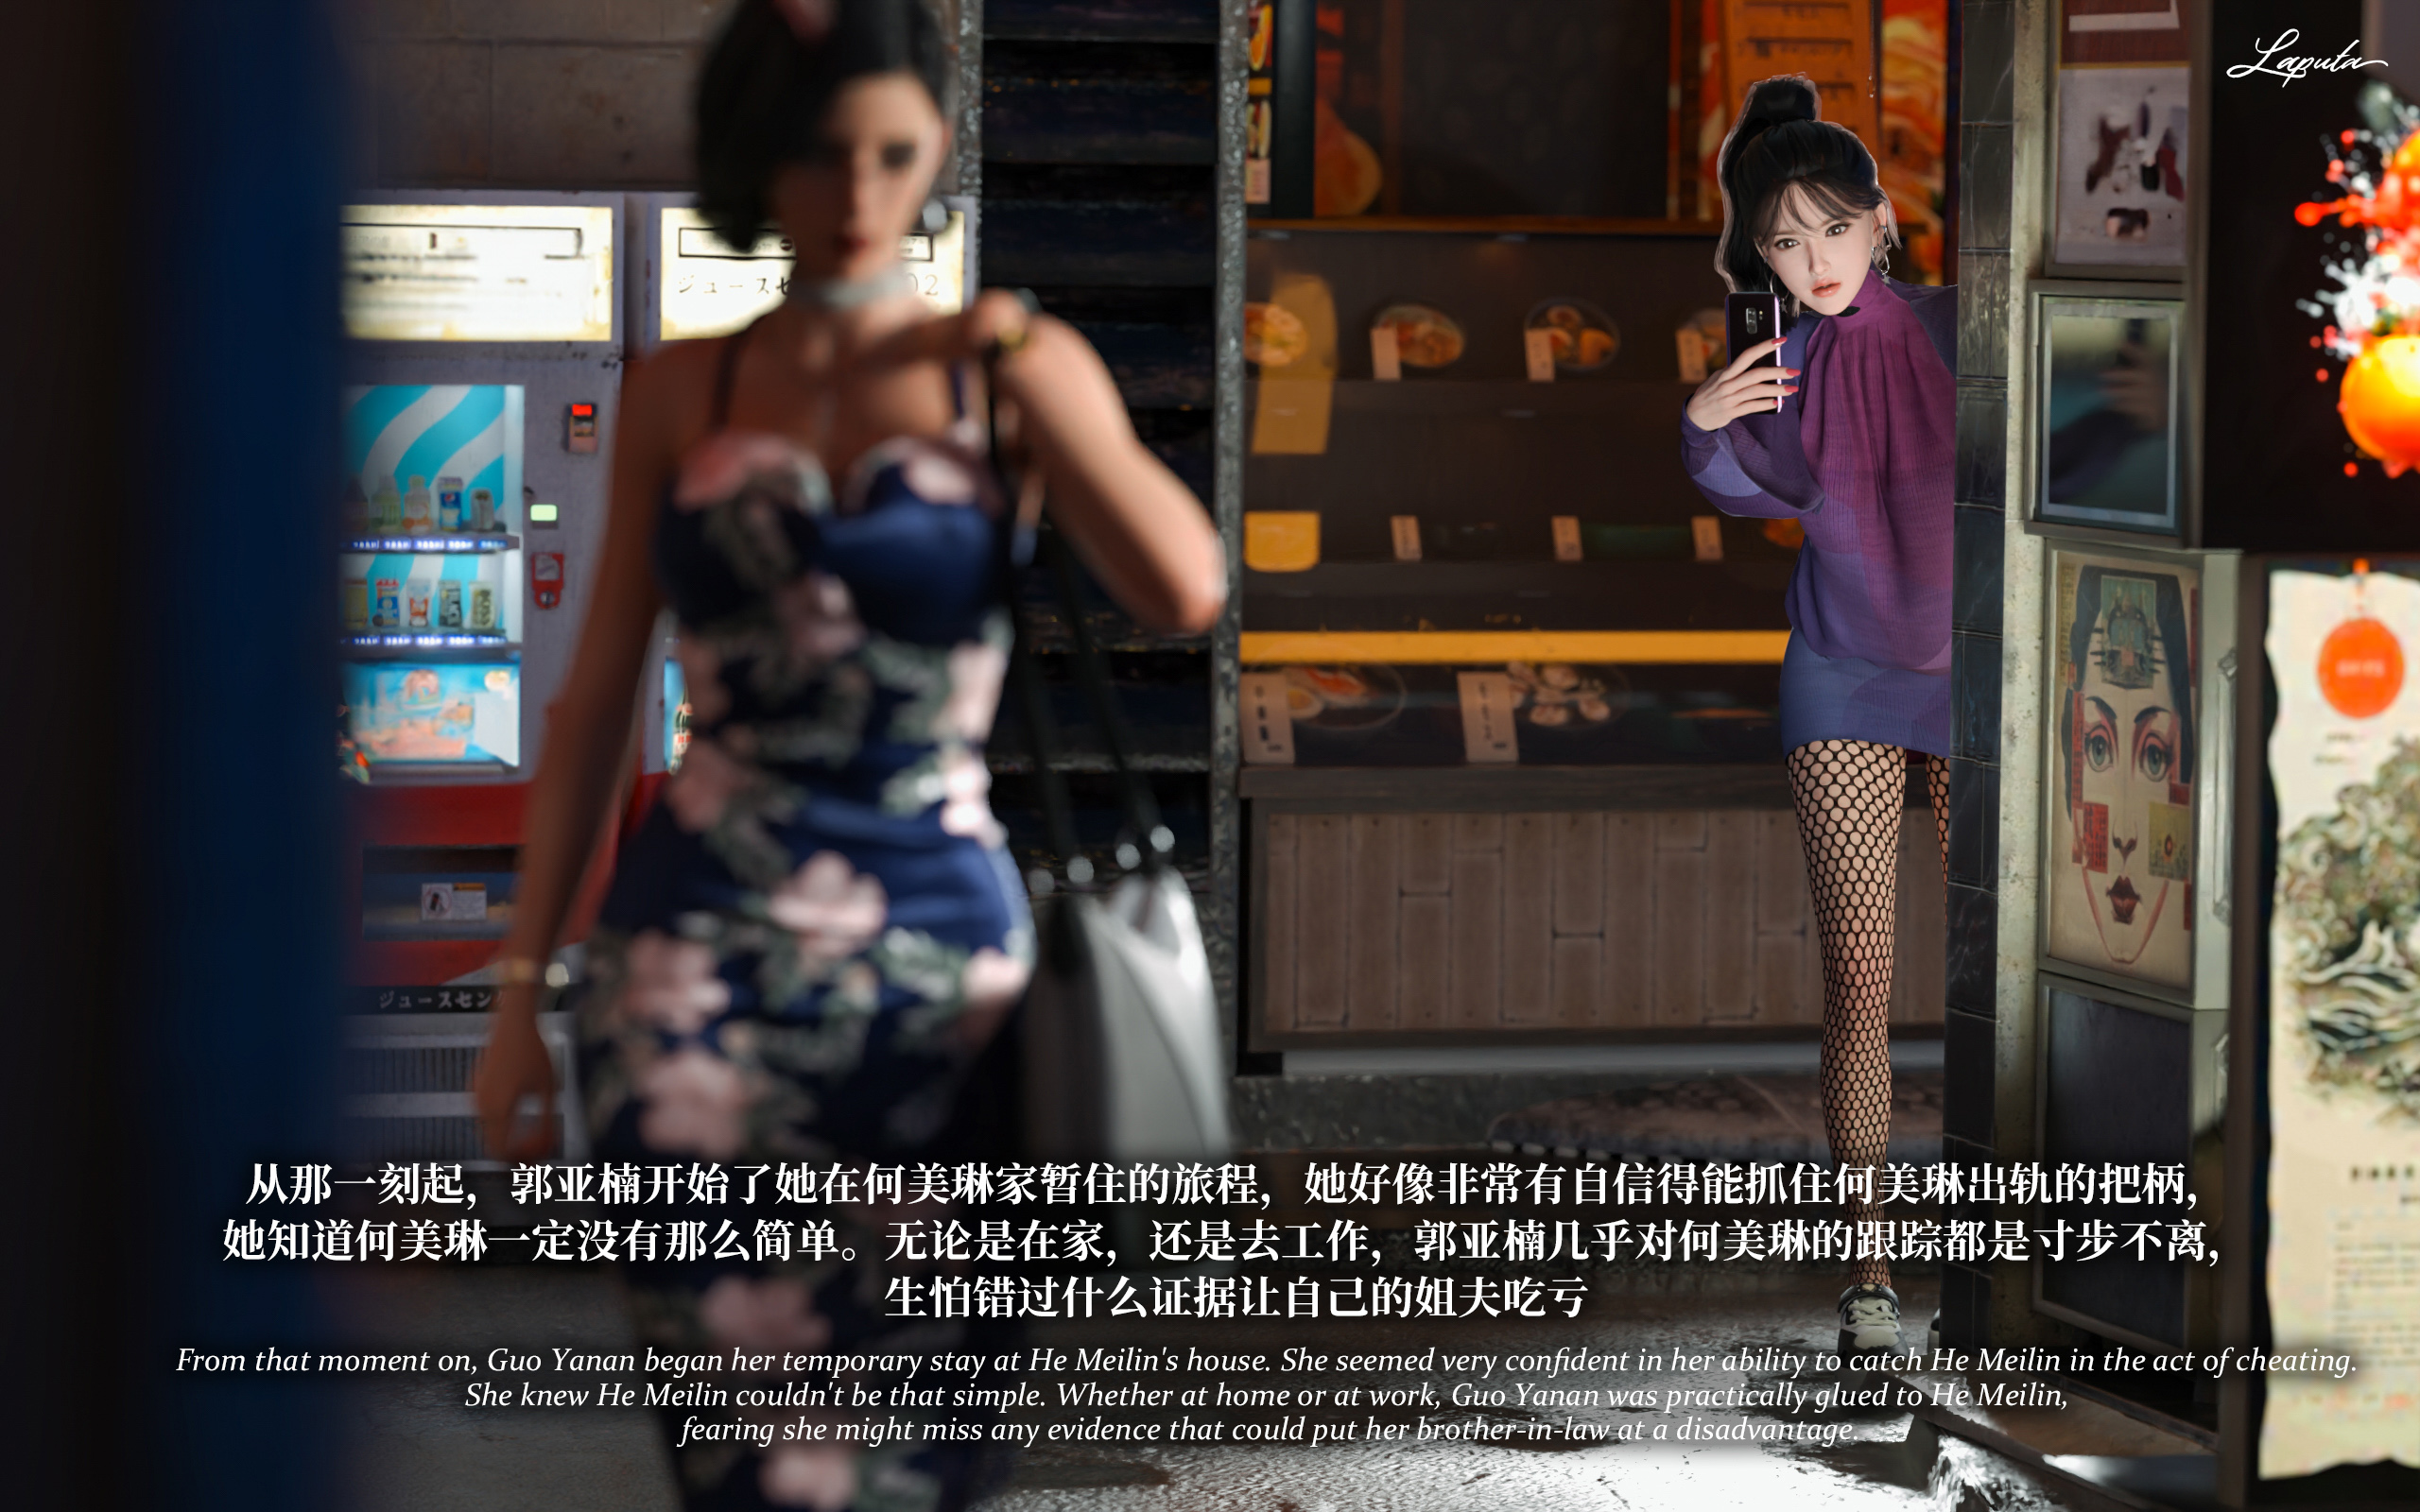 Laputa
ジュースセ
02
ジュースセン
从那一刻起，郭亚楠开始了她在何美琳家暂住的旅程，她好像非常有自信得能抓住何美琳出轨的把柄，
她知道何美琳一定没有那么简单。无论是在家，还是去工作，郭亚楠几乎对何美琳的跟踪都是寸步不离，
生怕错过什么证据让自己的姐夫吃亏
From that moment on, Guo Yanan began her temporary stay at He Meilin's house. She seemed very confident in her ability to catch He Meilin in the act of cheating.
She knew He Meilin couldn't be that simple. Whether at home or at work, Guo Yanan was practically glued to He Meilin,
fearing she might miss any evidence that could put her brother-in-law at a disadvantage.